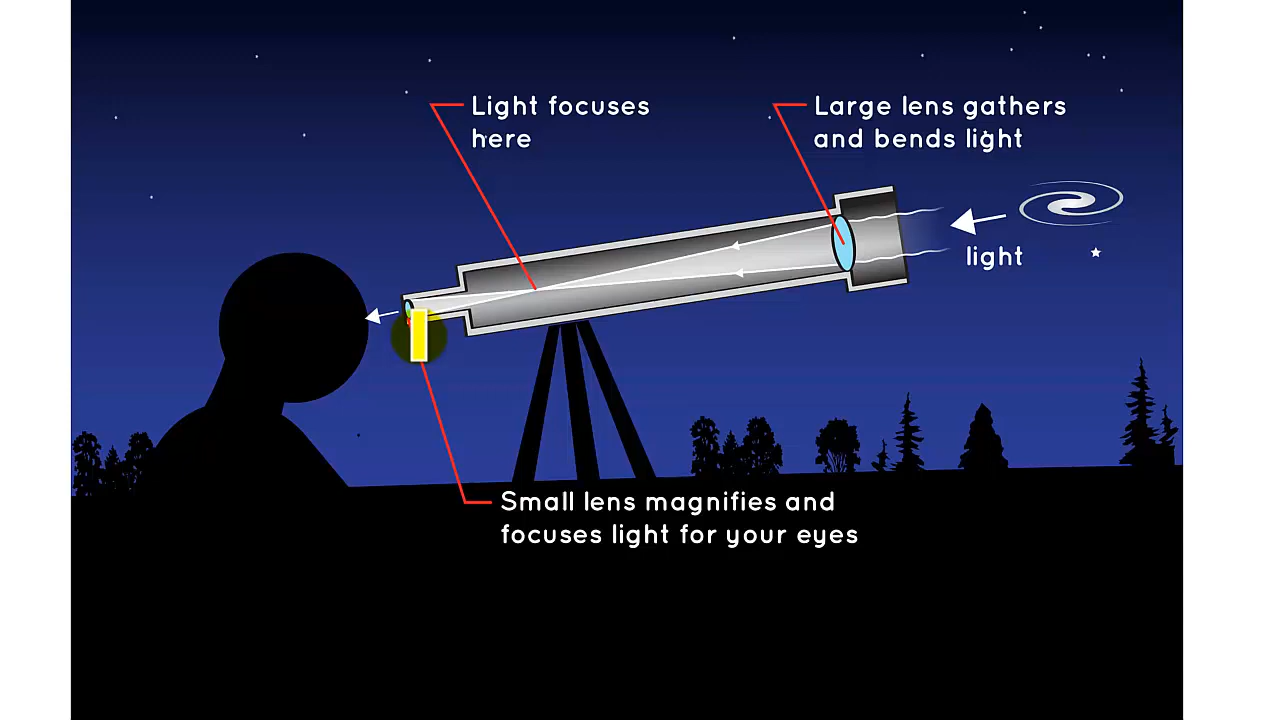 Light focuses
here
Large lens gathers
and bends light
light
Small lens magnifies and
focuses light for your eyes